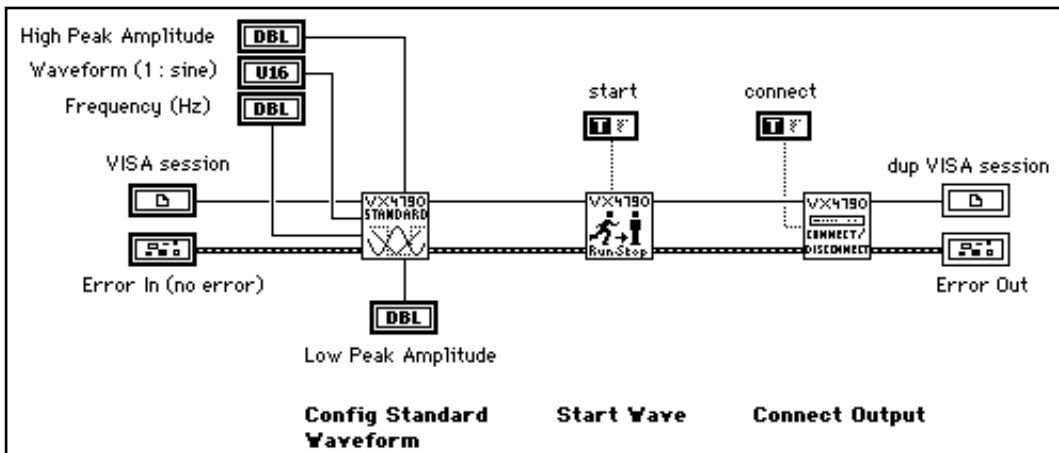 High Peak Amplitude
DBL
Waveform (1 : sine)
U16
Frequency (Hz)
DBL
start
T
connect
T
VISA session
dup VISA session
VX4790
STANDARD
VX4790
Run-Stop
VX4790
CONNECT/
DISCONNECT
Error In (no error)
Error Out
DBL
Low Peak Amplitude
Config Standard
Waveform
Start Wave
Connect Output